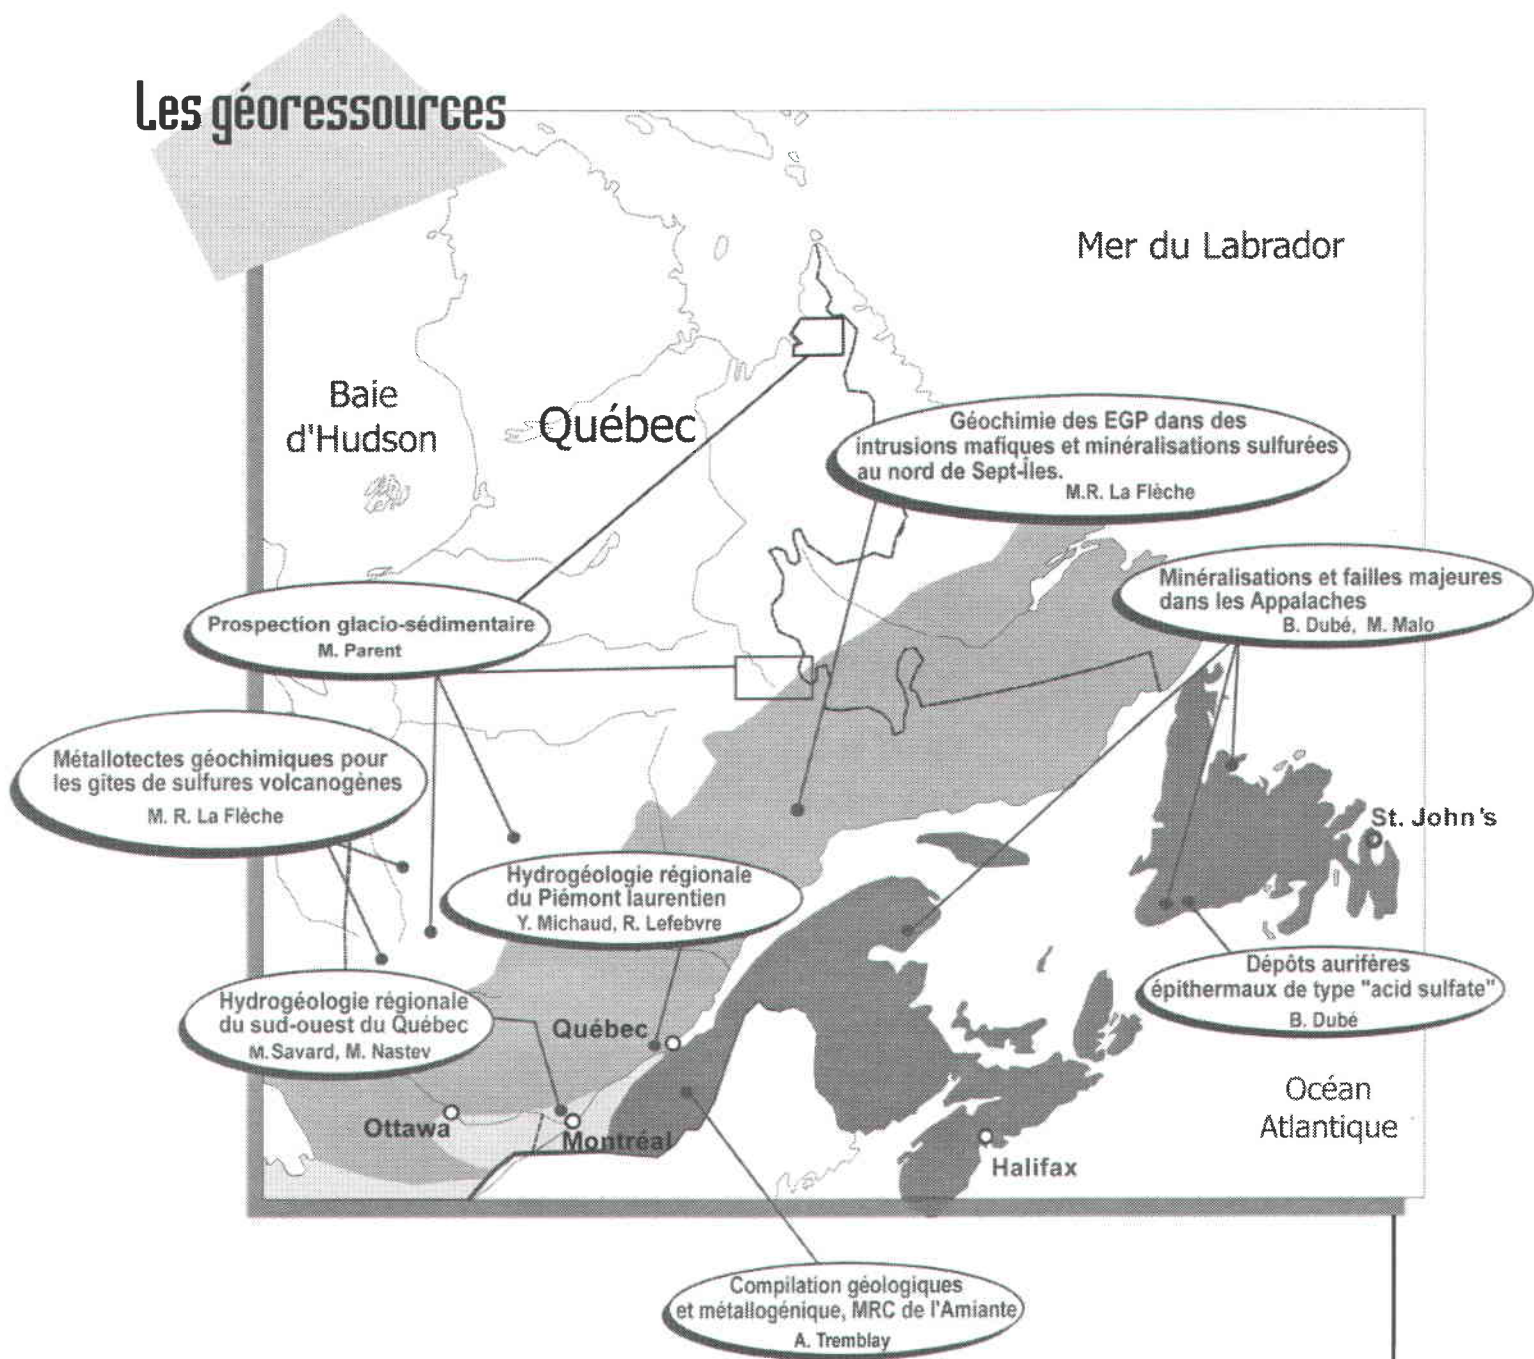 Les géoressources
Mer du Labrador
Baie
d'Hudson
Québec
Géochimie des EGP dans des
intrusions mafiques et minéralisations sulfurées
au nord de Sept-Îles.
M.R. La Flèche
Minéralisations et failles majeures
dans les Appalaches
B. Dubé, M. Malo
Prospection glacio-sédimentaire
M. Parent
Métallotectes géochimiques pour
les gîtes de sulfures volcanogènes
M. R. La Flèche
St. John's
Hydrogéologie régionale
du Piémont laurentien
Y. Michaud, R. Lefebvre
Dépôts aurifères
épithermaux de type "acid sulfate"
B. Dubé
Hydrogéologie régionale
du sud-ouest du Québec
M. Savard, M. Nastev
Québec
Ottawa
Montréal
Océan
Atlantique
Halifax
Compilation géologiques
et métallogénique, MRC de l'Amiante
A. Tremblay